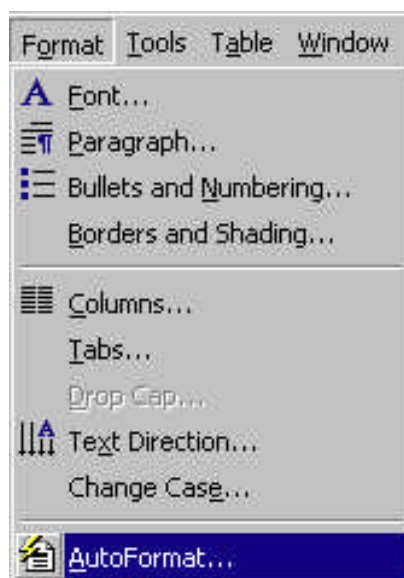 Format Tools Table Window
Font...
Paragraph...
Bullets and Numbering...
Borders and Shading...
Columns...
Tabs...
Drop Cap...
Text Direction...
Change Case...
AutoFormat...